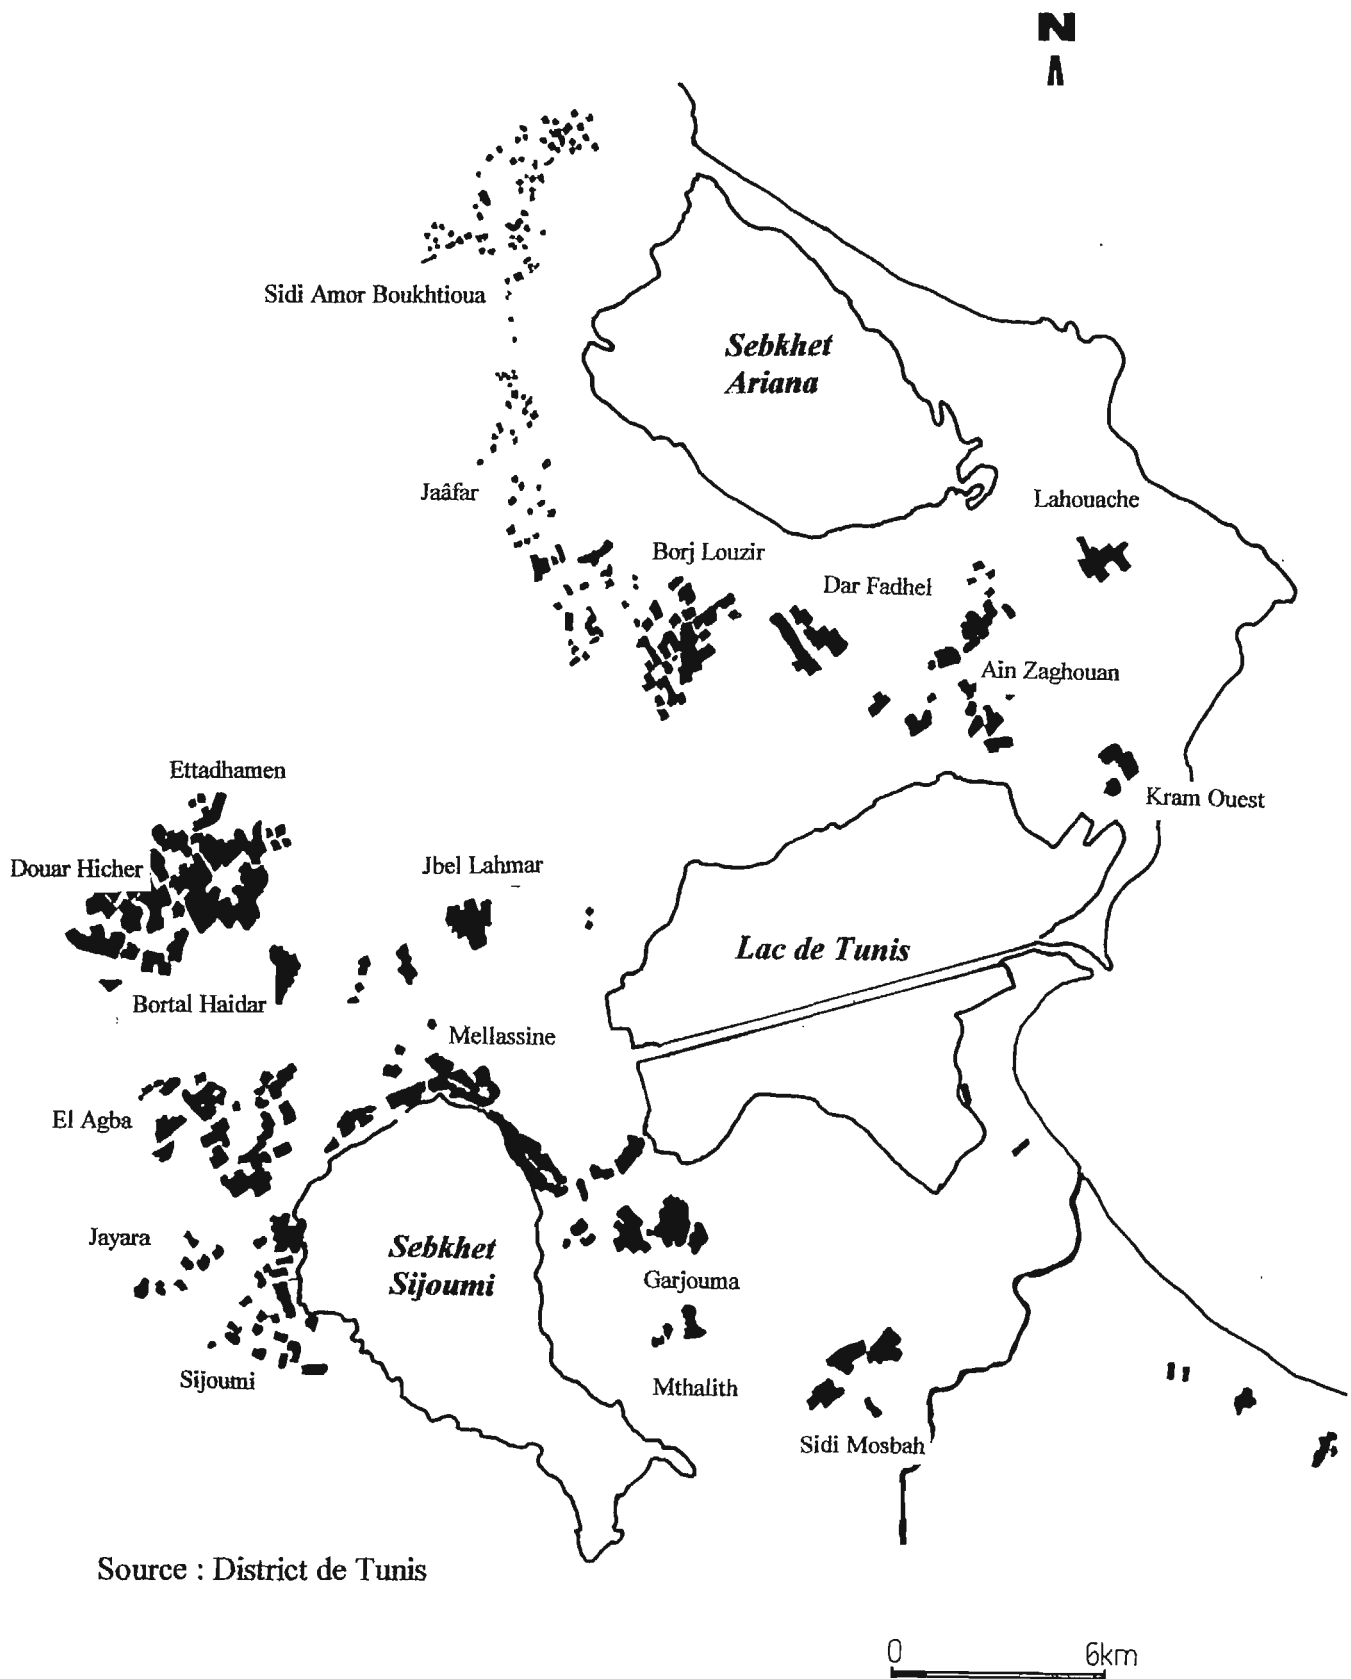 N
Sidi Amor Boukhtioua
Sebkhet
Ariana
Jaâfar
Lahouache
Borj Louzir
Dar Fadhel
Ain Zaghouan
Ettadhamen
Kram Ouest
Douar Hicher
Jbel Lahmar
Lac de Tunis
Bortal Haidar
Mellassine
El Agba
Jayara
Sebkhet
Sijoumi
Garjouma
Sijoumi
Mthalith
Sidi Mosbah
Source : District de Tunis
0 6km